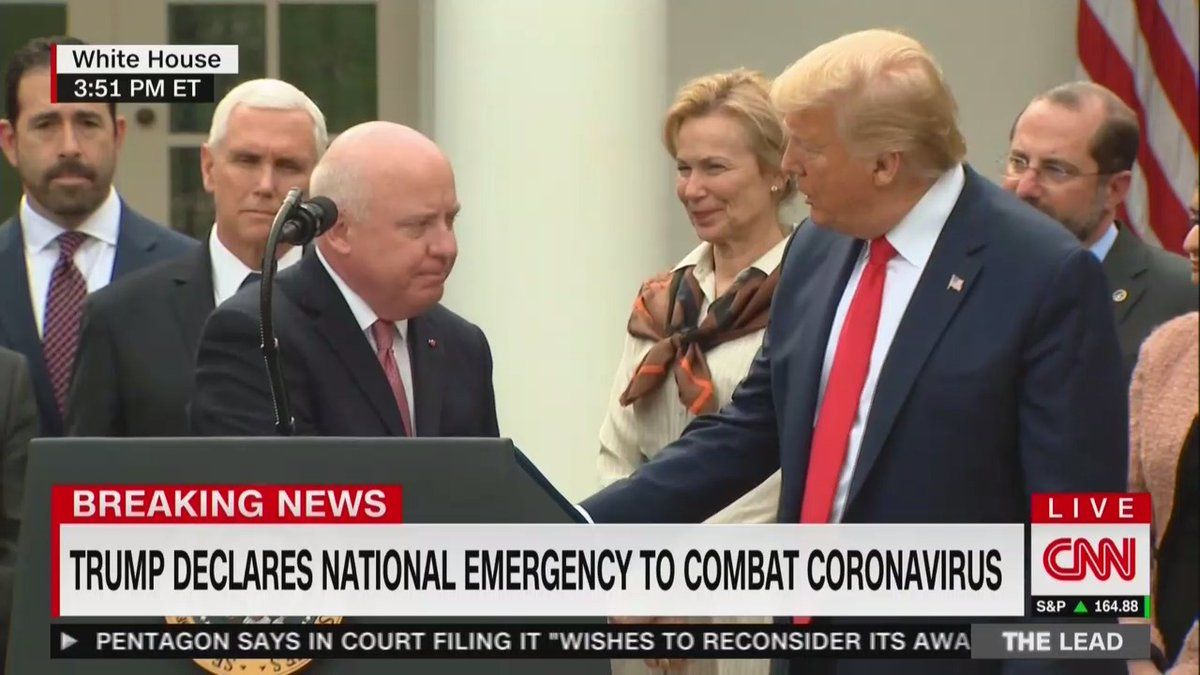 White House
3:51 PM ET
BREAKING NEWS
TRUMP DECLARES NATIONAL EMERGENCY TO COMBAT CORONAVIRUS
LIVE
CNN
S&P ▲ 164.88
PENTAGON SAYS IN COURT FILING IT "WISHES TO RECONSIDER ITS AWA
THE LEAD